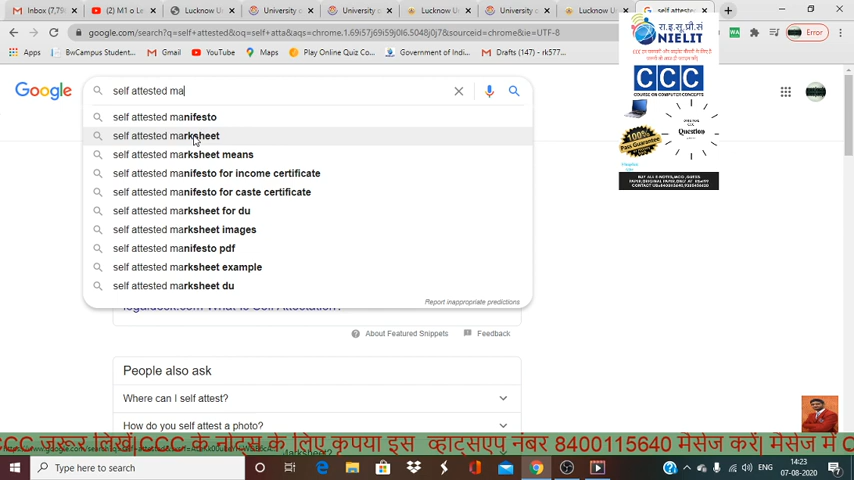 Inbox (7,79
(2) M1 o Le
Lucknow U
University o
University o
Lucknow Un
University o
Lucknow Un
self attested
google.com/search?q=self+attested&oq=self+atta&aqs=chrome.1.69i57j69i59j0l6.5048j0j7&sourceid=chrome&ie=UTF-8
Error
Apps
BwCampus Student...
Gmail
YouTube
Maps
Play Online Quiz Co...
Government of Indi...
Drafts (147) - rk577...
रा.इ.सू.प्रौ.सं
NIELIT
CCC
COURSE ON COMPUTER CONCEPTS
100%
Pass Guarantee
Question
Google
self attested ma
self attested manifesto
self attested marksheet
self attested marksheet means
self attested manifesto for income certificate
self attested manifesto for caste certificate
self attested marksheet for du
self attested marksheet images
self attested manifesto pdf
self attested marksheet example
self attested marksheet du
Report inappropriate predictions
About Featured Snippets
Feedback
People also ask
Where can I self attest?
How do you self attest a photo?
CCC ज़रूर लिखें| CCC के नोट्स के लिए कृपया इस व्हाट्सएप नंबर 8400115640 मैसेज करें| मैसेज में C
Type here to search
ENG
14:23
07-08-2020